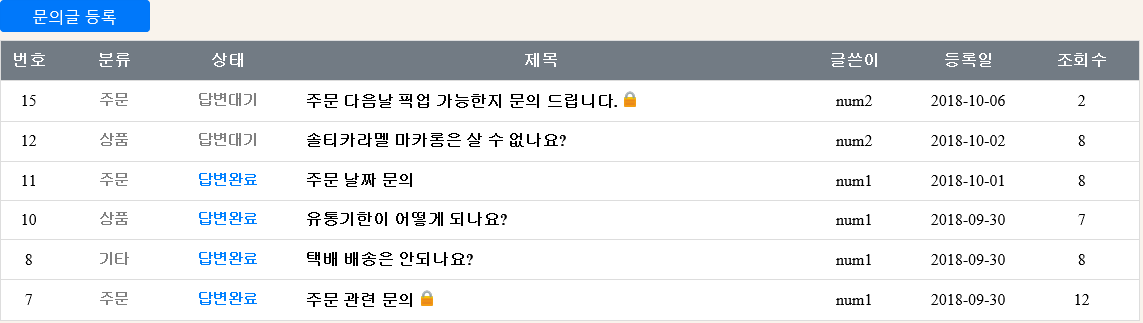 문의글 등록
번호 분류 상태 제목 글쓴이 등록일 조회수
15 주문 답변대기 주문 다음날 픽업 가능한지 문의 드립니다. num2 2018-10-06 2
12 상품 답변대기 솔티카라멜 마카롱은 살 수 없나요? num2 2018-10-02 8
11 주문 답변완료 주문 날짜 문의 num1 2018-10-01 8
10 상품 답변완료 유통기한이 어떻게 되나요? num1 2018-09-30 7
8 기타 답변완료 택배 배송은 안되나요? num1 2018-09-30 8
7 주문 답변완료 주문 관련 문의 num1 2018-09-30 12